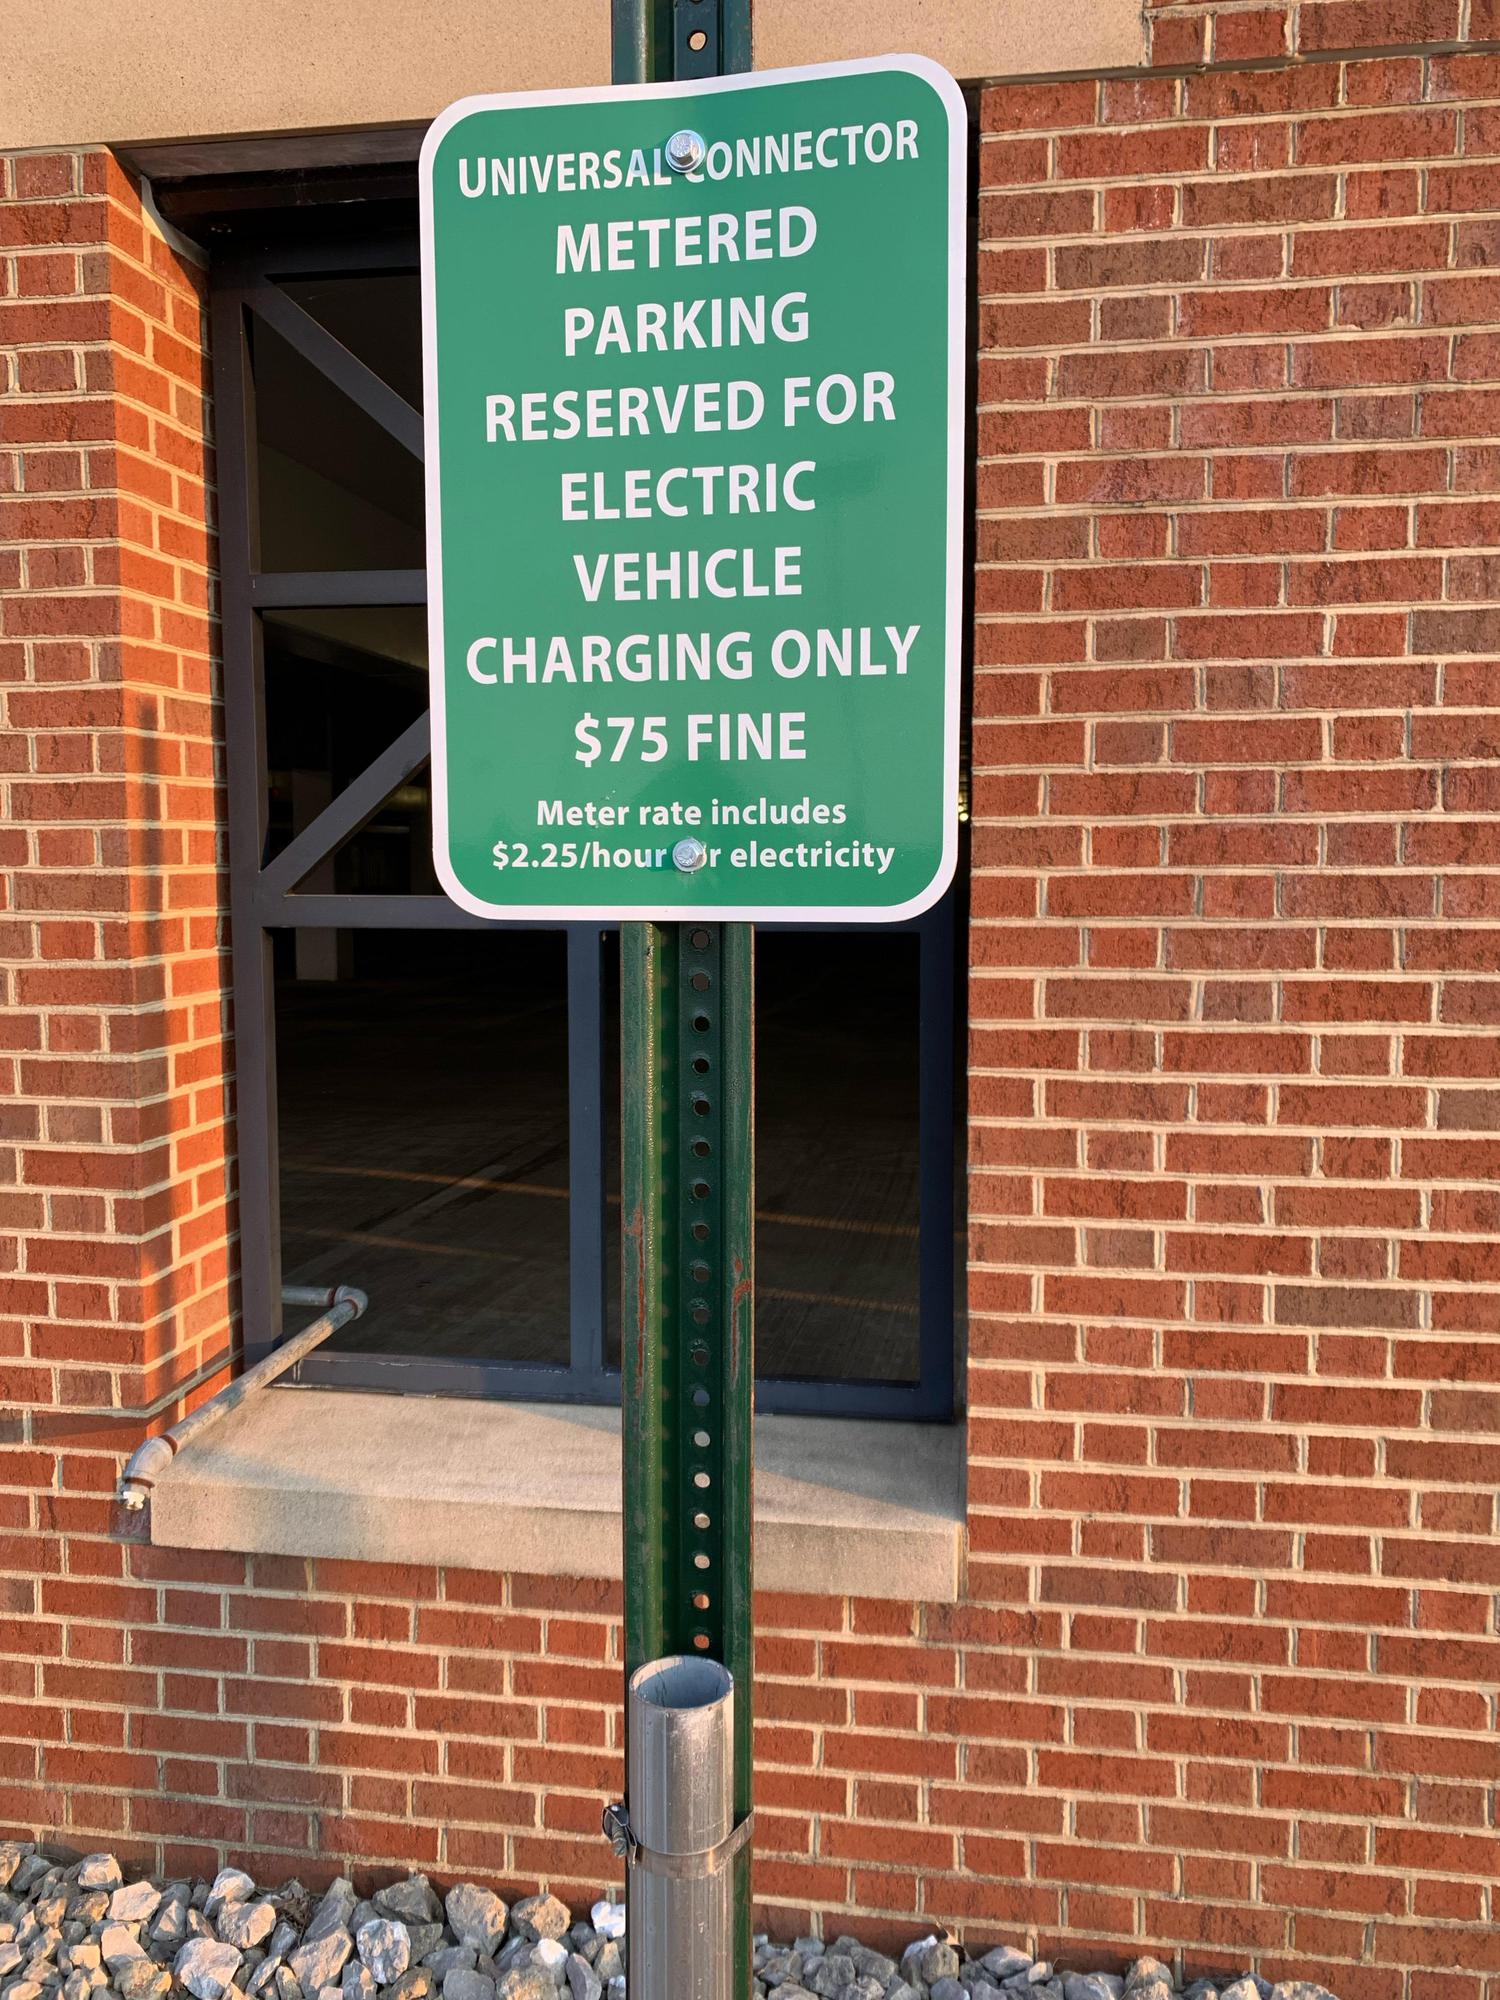 UNIVERSAL CONNECTOR
METERED
PARKING
RESERVED FOR
ELECTRIC
VEHICLE
CHARGING ONLY
$75 FINE
Meter rate includes
$2.25/hour for electricity